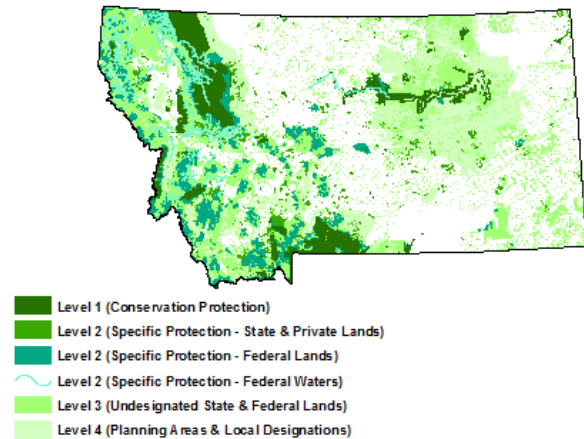 Level 1 (Conservation Protection)
Level 2 (Specific Protection - State & Private Lands)
Level 2 (Specific Protection - Federal Lands)
Level 2 (Specific Protection - Federal Waters)
Level 3 (Undesignated State & Federal Lands)
Level 4 (Planning Areas & Local Designations)